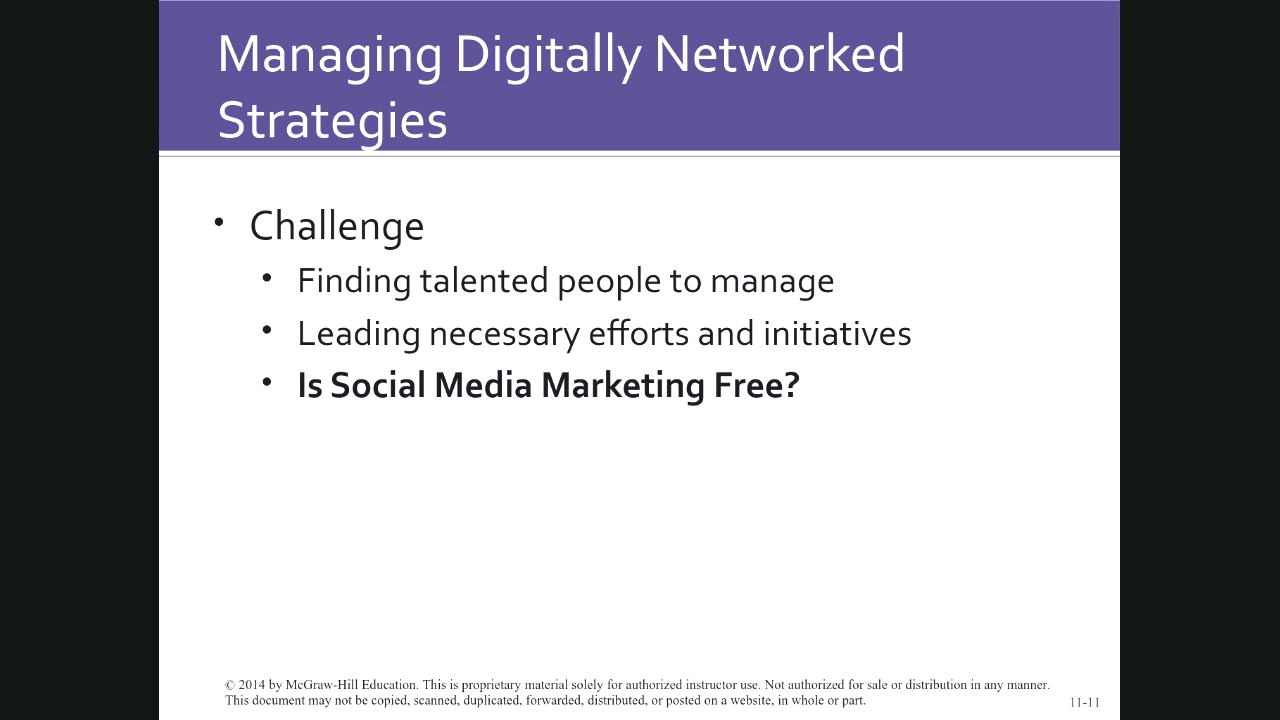 Managing Digitally Networked
Strategies
• Challenge
• Finding talented people to manage
• Leading necessary efforts and initiatives
• Is Social Media Marketing Free?
© 2014 by McGraw-Hill Education. This is proprietary material solely for authorized instructor use. Not authorized for sale or distribution in any manner.
This document may not be copied, scanned, duplicated, forwarded, distributed, or posted on a website, in whole or part.
11-11